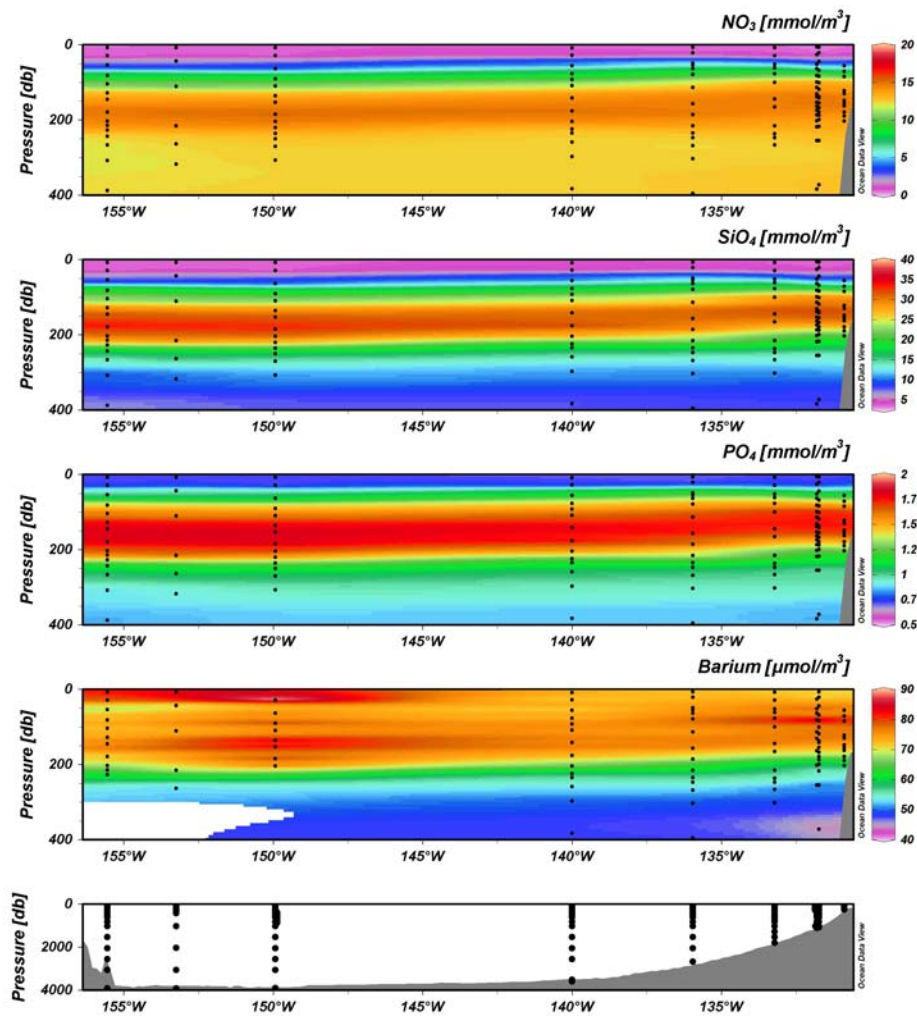 NO3 [mmol/m3]
0
200
400
Pressure [db]
20
15
10
5
0
Ocean Data View
155°W
150°W
145°W
140°W
135°W
SiO4 [mmol/m3]
0
200
400
Pressure [db]
40
35
30
25
20
15
10
5
Ocean Data View
155°W
150°W
145°W
140°W
135°W
PO4 [mmol/m3]
0
200
400
Pressure [db]
2
1.7
1.5
1.2
1
0.7
0.5
Ocean Data View
155°W
150°W
145°W
140°W
135°W
Barium [µmol/m3]
0
200
400
Pressure [db]
90
80
70
60
50
40
Ocean Data View
155°W
150°W
145°W
140°W
135°W
0
2000
4000
Pressure [db]
Ocean Data View
155°W
150°W
145°W
140°W
135°W